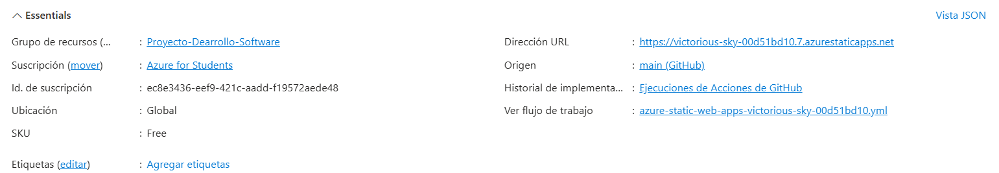 Essentials
Vista JSON
Grupo de recursos (... : Proyecto-Dearrollo-Software
Suscripción (mover) : Azure for Students
Id. de suscripción : ec8e3436-eef9-421c-aadd-f19572aede48
Ubicación : Global
SKU : Free
Etiquetas (editar) : Agregar etiquetas
Dirección URL : https://victorious-sky-00d51bd10.7.azurestaticapps.net
Origen : main (GitHub)
Historial de implementa... : Ejecuciones de Acciones de GitHub
Ver flujo de trabajo : azure-static-web-apps-victorious-sky-00d51bd10.yml